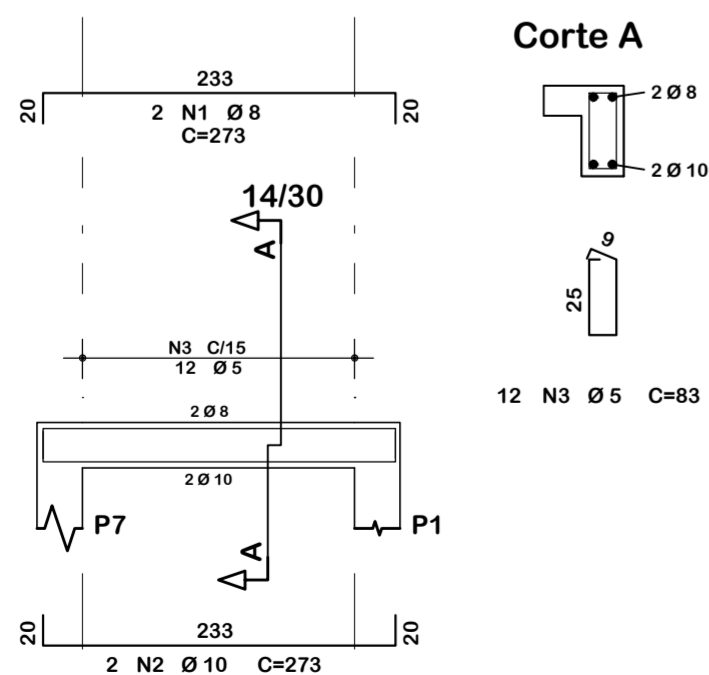 Corte A
233
20
20
2 N1 Ø 8
C=273
2 Ø 8
2 Ø 10
14/30
A
9
25
N3 C/15
12 Ø 5
12 N3 Ø 5 C=83
2 Ø 8
2 Ø 10
P7
P1
A
20
233
20
2 N2 Ø 10 C=273